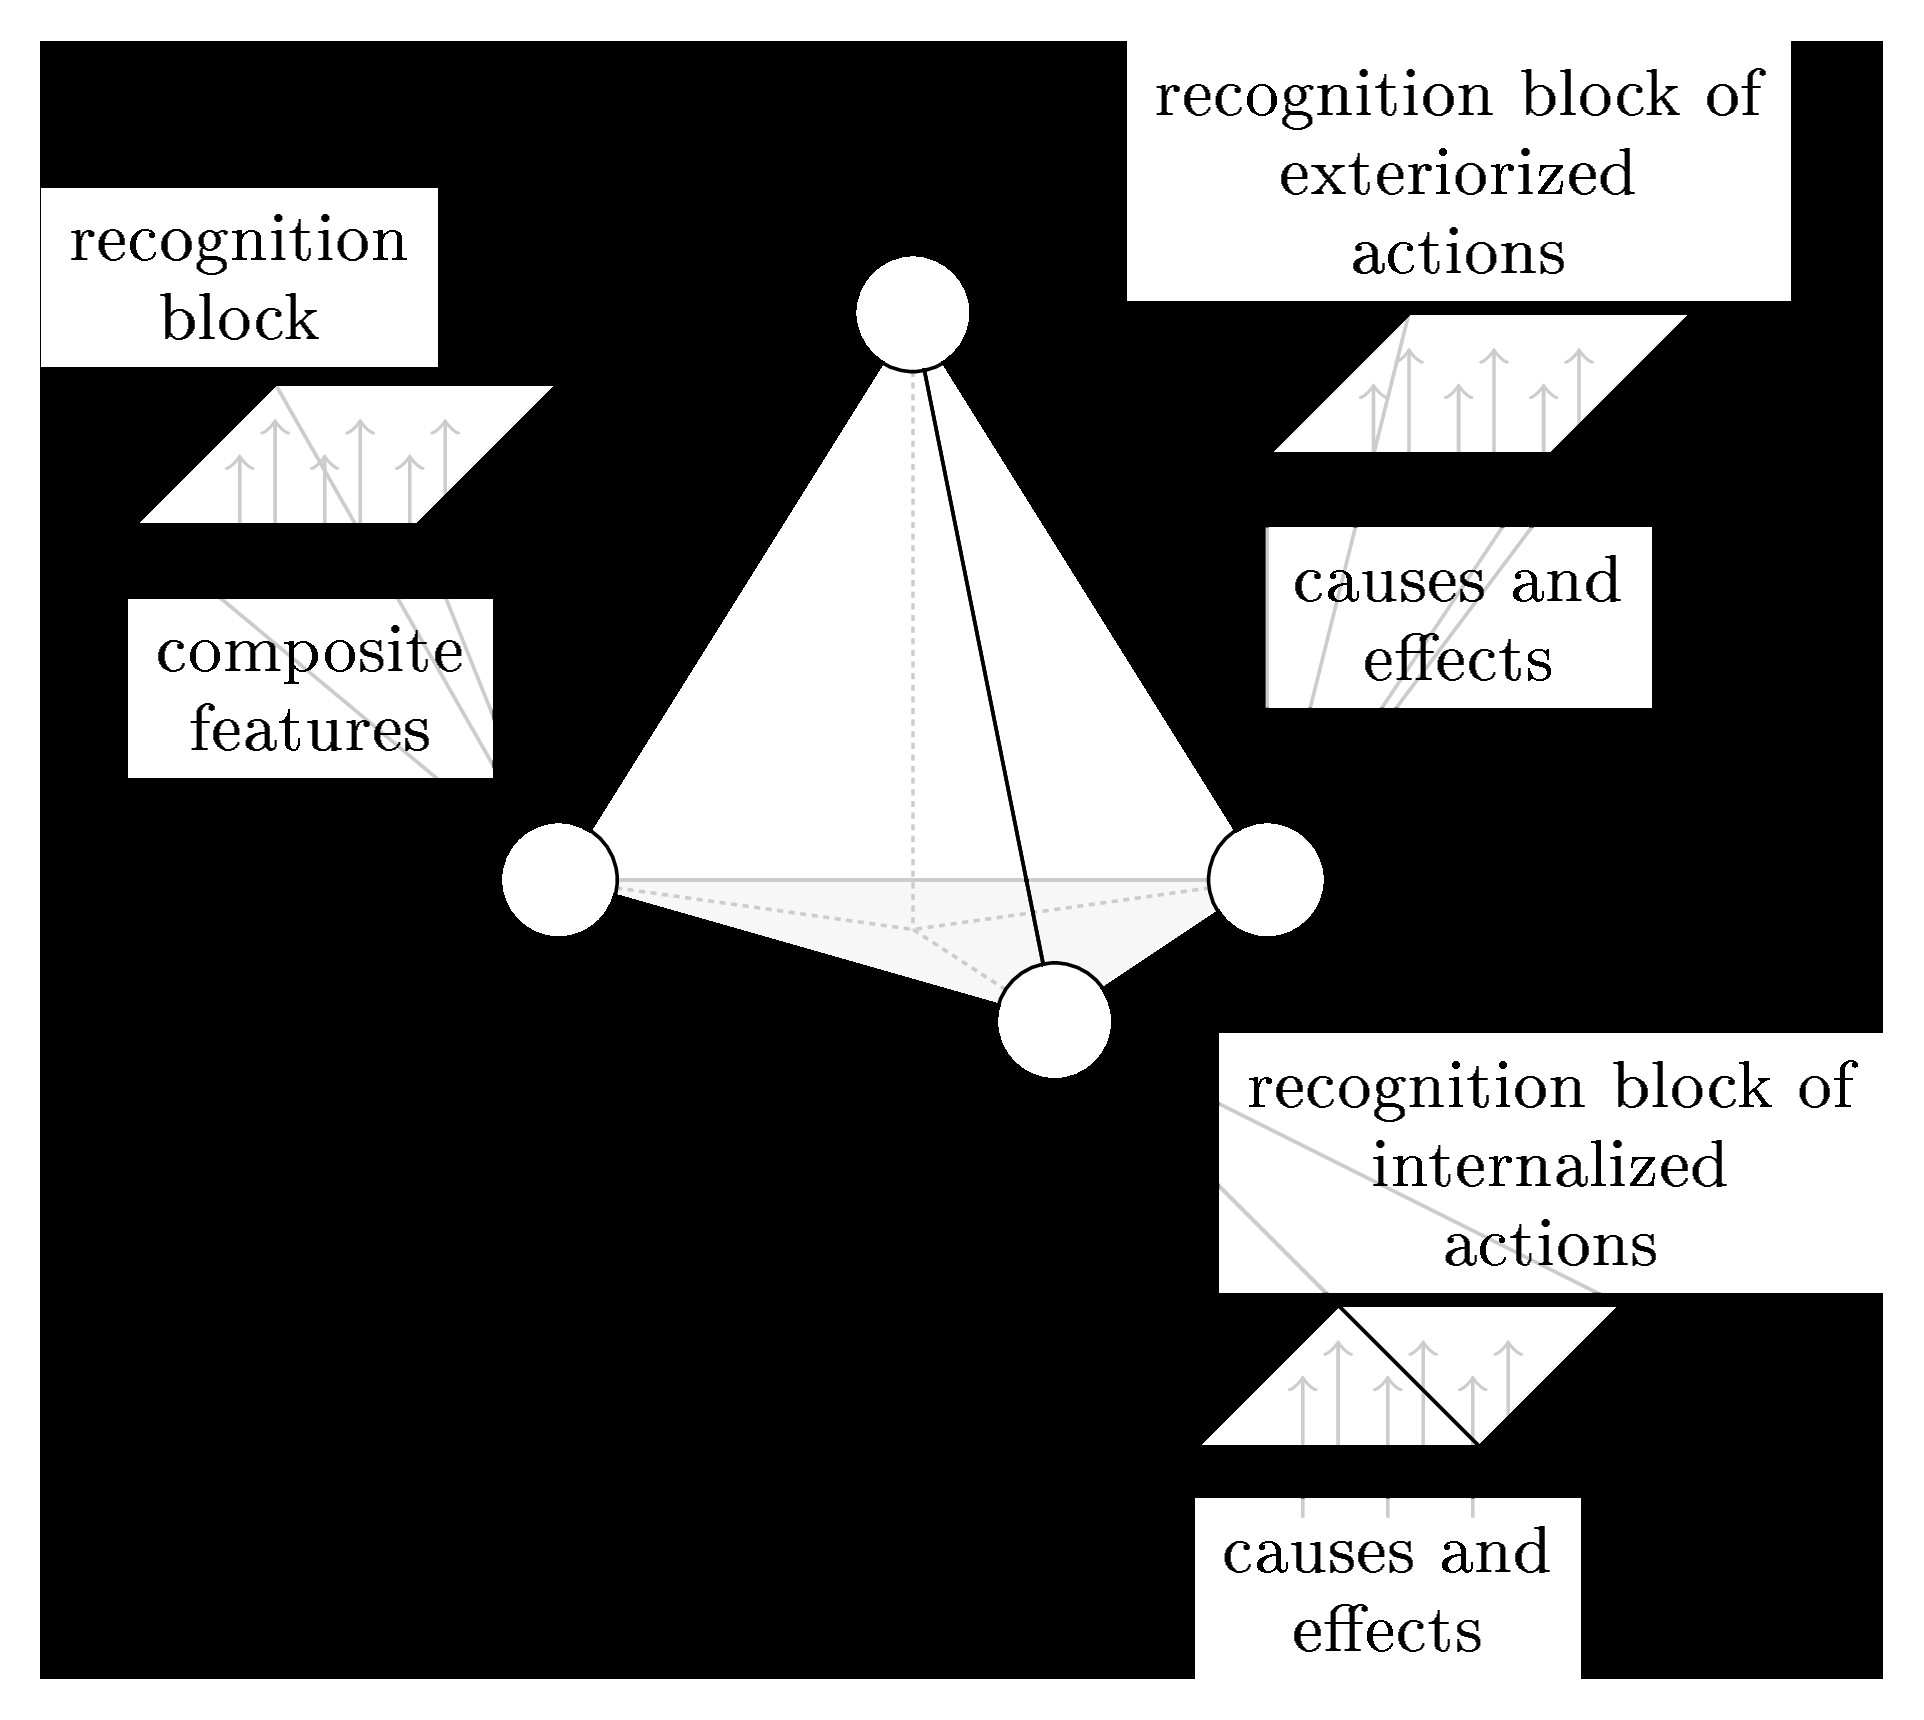 recognition block of
exteriorized
actions
recognition
block
causes and
effects
composite
features
recognition block of
internalized
actions
causes and
effects